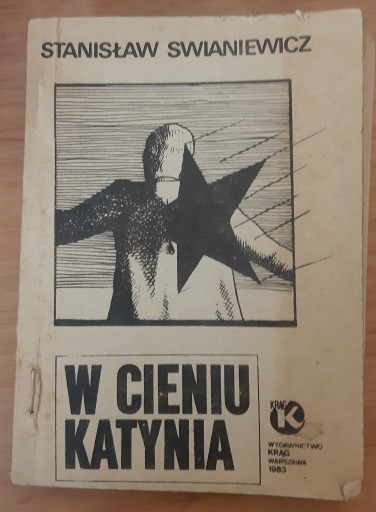 STANISŁAW SWIANIEWICZ
W CIENIU
KATYNIA
KRĄG
K
WYDAWNICTWO
KRĄG
WARSZAWA
1983